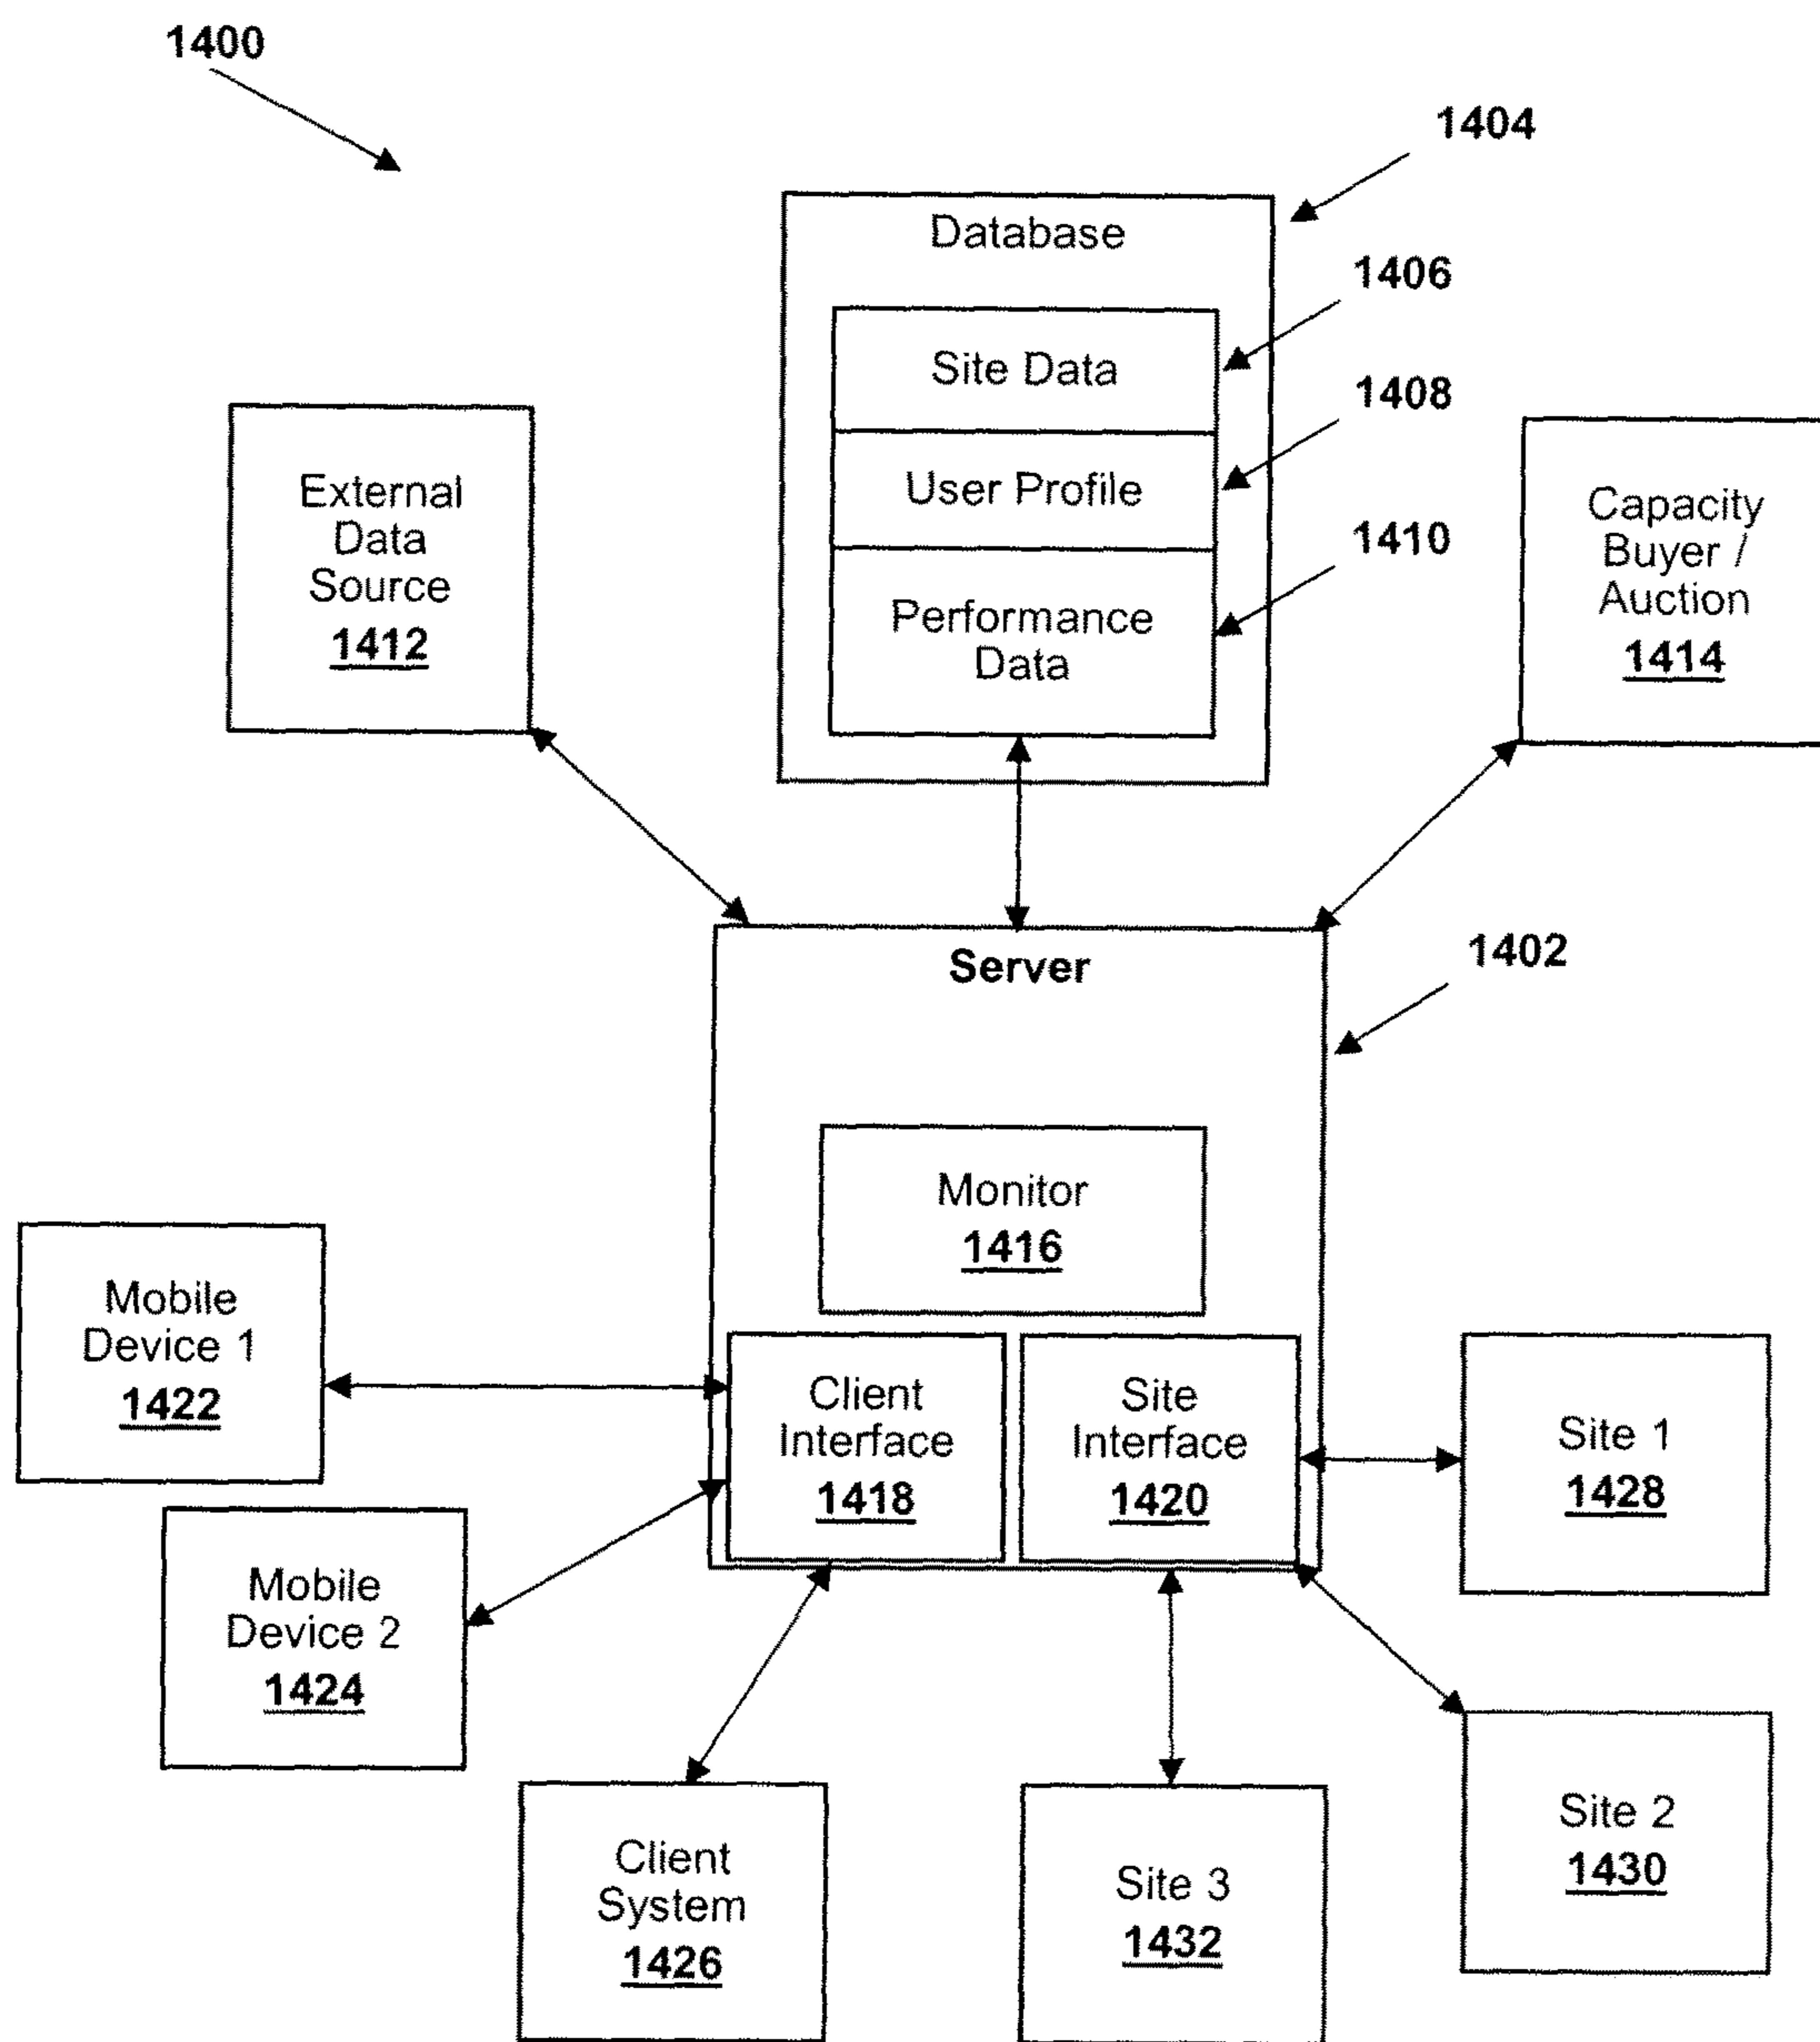 1400
1404
Database
1406
Site Data
1408
User Profile
1410
Performance
Data
External
Data
Source
1412
Capacity
Buyer /
Auction
1414
Server
1402
Monitor
1416
Mobile
Device 1
1422
Client
Interface
1418
Site
Interface
1420
Site 1
1428
Mobile
Device 2
1424
Client
System
1426
Site 3
1432
Site 2
1430